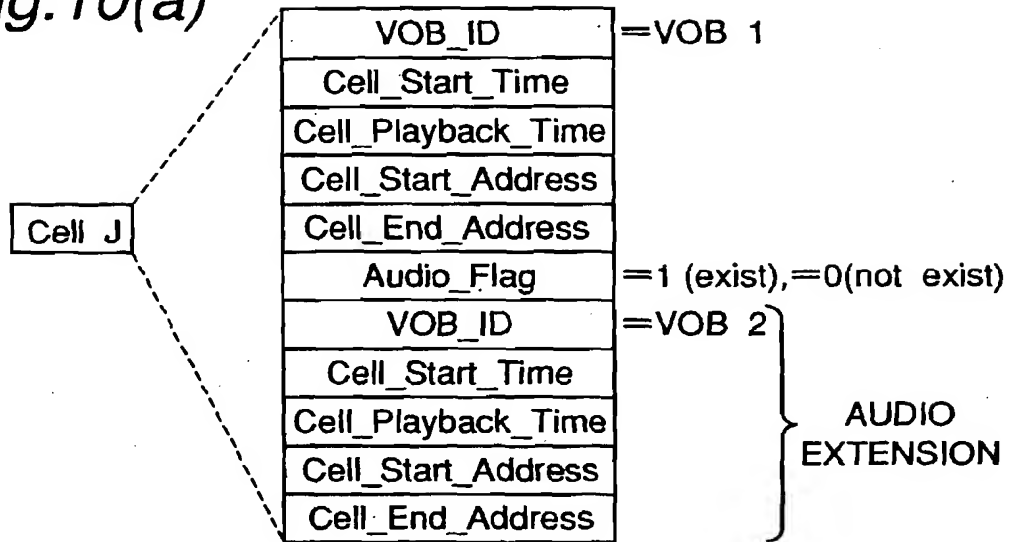 ig. 10(a)
VOB_ID =VOB 1
Cell_Start_Time
Cell_Playback_Time
Cell_Start_Address
Cell J Cell_End_Address
Audio_Flag =1 (exist),=0(not exist)
VOB_ID =VOB 2
Cell_Start_Time
Cell_Playback_Time AUDIO
Cell_Start_Address EXTENSION
Cell_End_Address